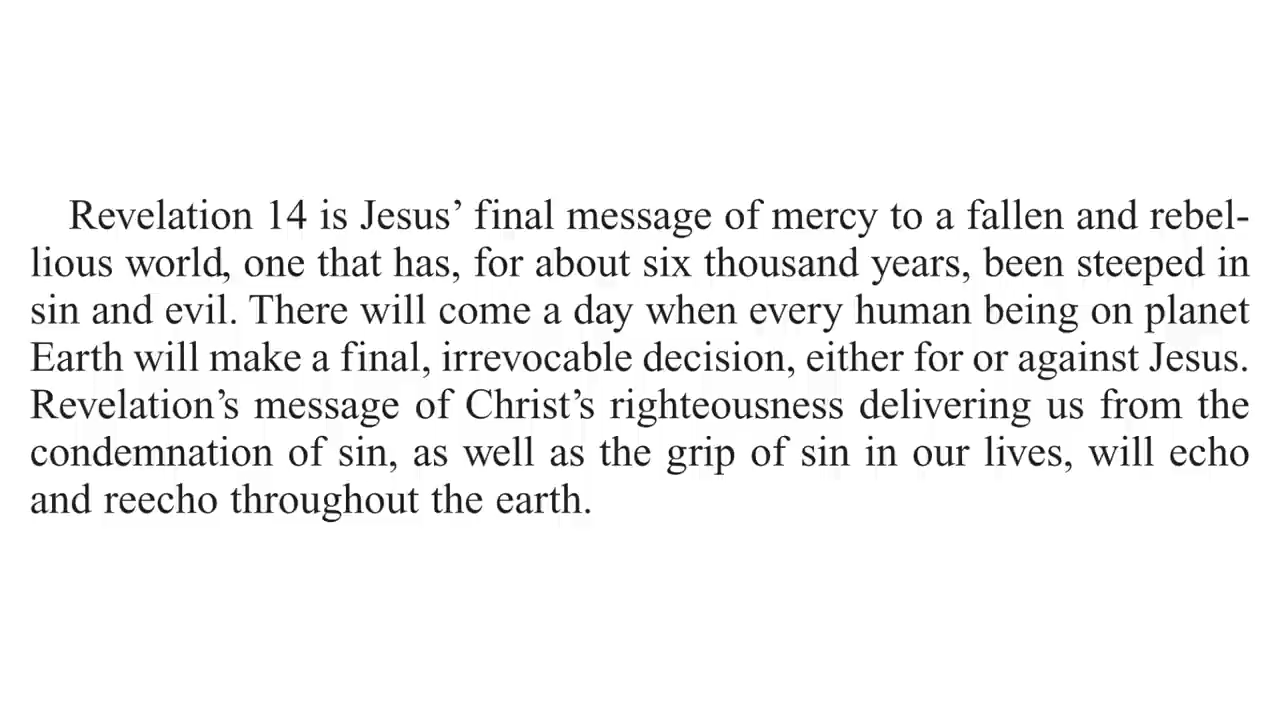 Revelation 14 is Jesus’ final message of mercy to a fallen and rebel-
lious world, one that has, for about six thousand years, been steeped in
sin and evil. There will come a day when every human being on planet
Earth will make a final, irrevocable decision, either for or against Jesus.
Revelation’s message of Christ’s righteousness delivering us from the
condemnation of sin, as well as the grip of sin in our lives, will echo
and reecho throughout the earth.